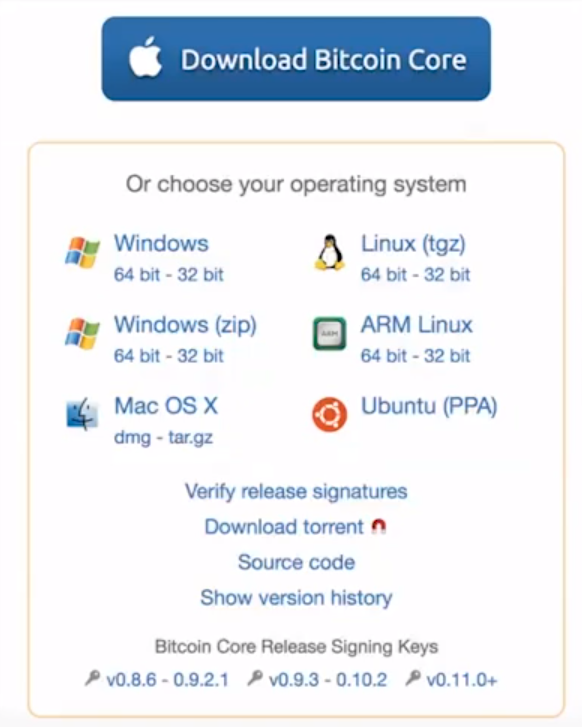 Download Bitcoin Core
Or choose your operating system
Windows
64 bit - 32 bit
Linux (tgz)
64 bit - 32 bit
Windows (zip)
64 bit - 32 bit
ARM Linux
64 bit - 32 bit
Mac OS X
dmg - tar.gz
Ubuntu (PPA)
Verify release signatures
Download torrent
Source code
Show version history
Bitcoin Core Release Signing Keys
v0.8.6 - 0.9.2.1 v0.9.3 - 0.10.2 v0.11.0+